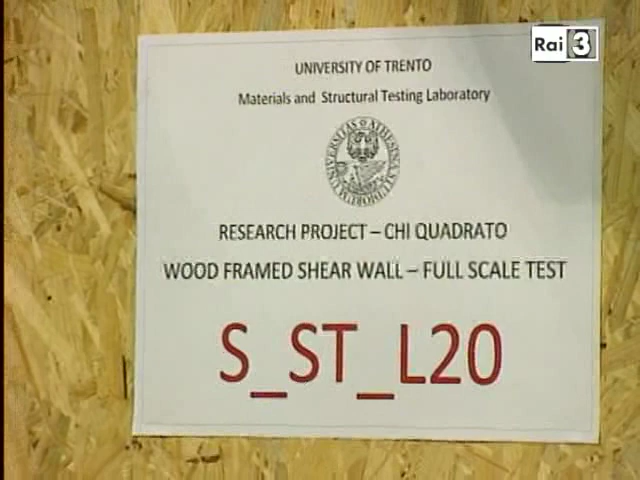 Rai 3
UNIVERSITY OF TRENTO
Materials and Structural Testing Laboratory
RESEARCH PROJECT – CHI QUADRATO
WOOD FRAMED SHEAR WALL – FULL SCALE TEST
S_ST_L20